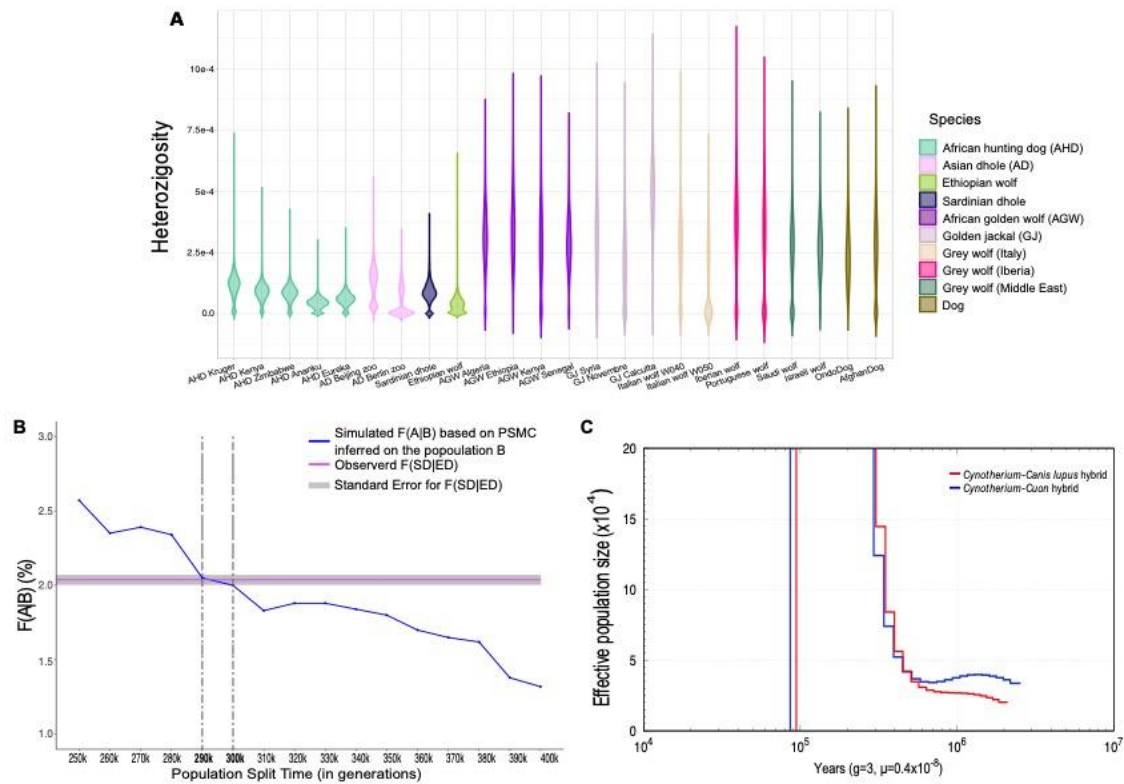 A
Heterozigosity
10e-4
7.5e-4
5e-4
2.5e-4
0.0
AHD Kruger
AHD Kenya
AHD Zimbabwe
AHD Ananku
AHD Eureka
AD Beijing zoo
AD Berlin zoo
Sardinian dhole
Ethiopian wolf
AGW Algeria
AGW Ethiopia
AGW Kenya
AGW Senegal
GJ Syria
GJ Novembre
GJ Calcutta
Italian wolf W040
Italian wolf W050
Iberian wolf
Portuguese wolf
Saudi wolf
Israeli wolf
OndoDog
AfghanDog
Species
African hunting dog (AHD)
Asian dhole (AD)
Ethiopian wolf
Sardinian dhole
African golden wolf (AGW)
Golden jackal (GJ)
Grey wolf (Italy)
Grey wolf (Iberia)
Grey wolf (Middle East)
Dog
B
F(A|B) (%)
3.0
2.5
2.0
1.5
1.0
Simulated F(A|B) based on PSMC
inferred on the popoulation B
Observerd F(SD|ED)
Standard Error for F(SD|ED)
250k 260k 270k 280k 290k 300k 310k 320k 330k 340k 350k 360k 370k 380k 390k 400k
Population Split Time (in generations)
C
Effective population size (x10⁻⁴)
20
15
10
5
0
Cynotherium-Canis lupus hybrid
Cynotherium-Cuon hybrid
10⁴ 10⁵ 10⁶ 10⁷
Years (g=3, μ=0.4x10⁻⁸)